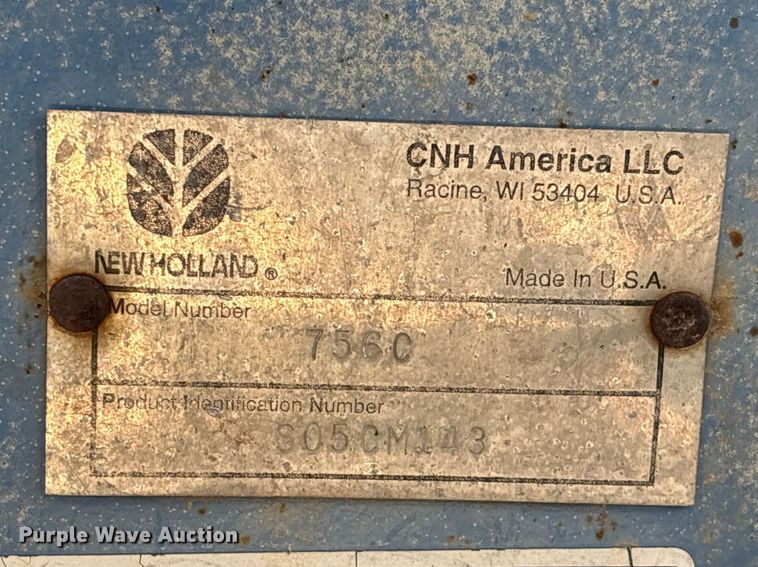 CNH America LLC
Racine, WI 53404 U.S.A.
NEW HOLLAND®
Made In U.S.A.
Model Number
756C
Product Identification Number
S05CM143
Purple Wave Auction